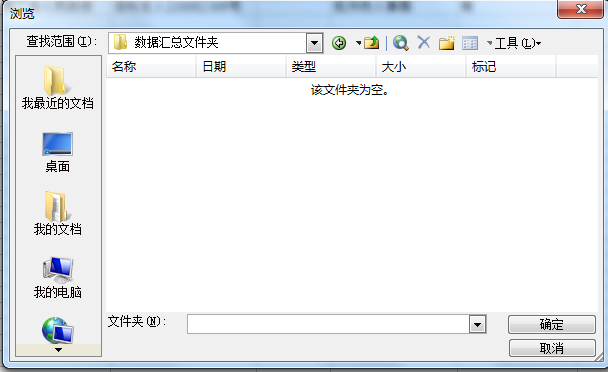 浏览
查找范围(I):
数据汇总文件夹
工具(L)
名称
日期
类型
大小
标记
该文件夹为空。
我最近的文档
桌面
我的文档
我的电脑
文件夹(N):
确定
取消